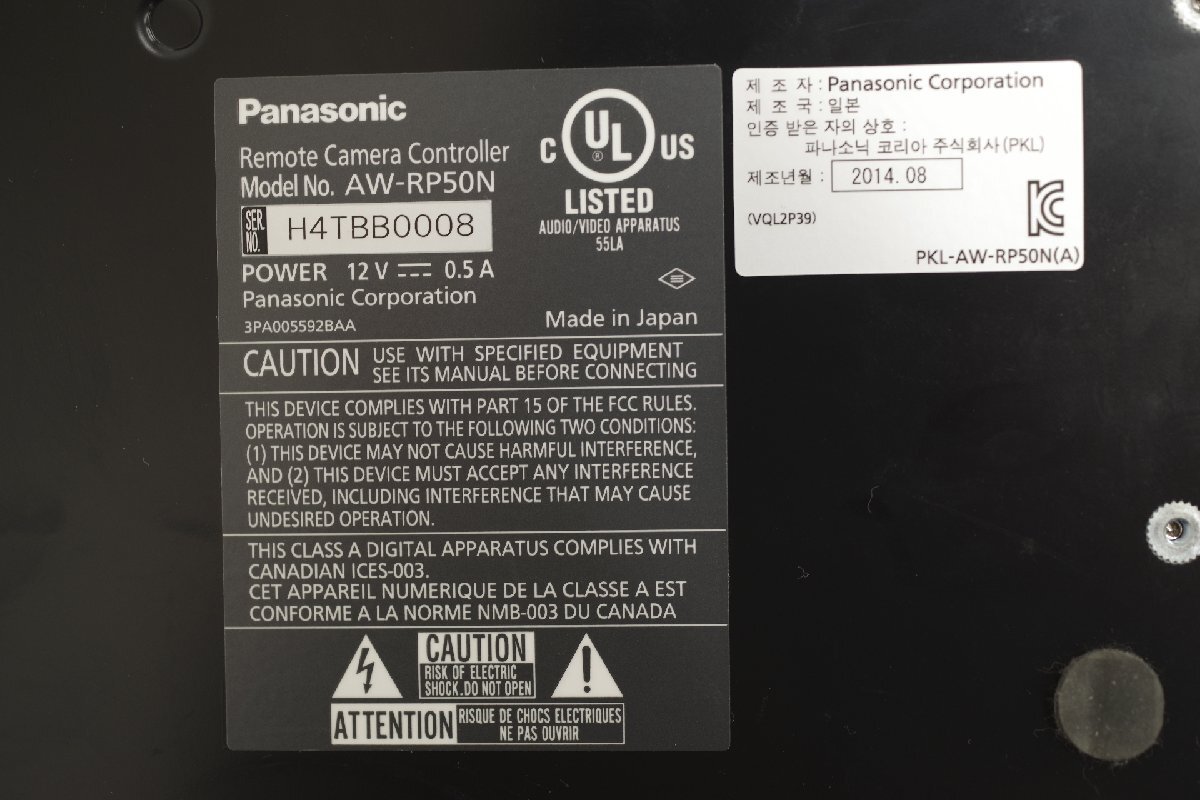 Panasonic
Remote Camera Controller
Model No. AW-RP50N
SER. NO. H4TBB0008
POWER 12 V ⎓ 0.5 A
Panasonic Corporation
3PA005592BAA
C UL ® US
LISTED
AUDIO/VIDEO APPARATUS
55LA
Made in Japan
CAUTION USE WITH SPECIFIED EQUIPMENT
SEE ITS MANUAL BEFORE CONNECTING
THIS DEVICE COMPLIES WITH PART 15 OF THE FCC RULES.
OPERATION IS SUBJECT TO THE FOLLOWING TWO CONDITIONS:
(1) THIS DEVICE MAY NOT CAUSE HARMFUL INTERFERENCE,
AND (2) THIS DEVICE MUST ACCEPT ANY INTERFERENCE
RECEIVED, INCLUDING INTERFERENCE THAT MAY CAUSE
UNDESIRED OPERATION.
THIS CLASS A DIGITAL APPARATUS COMPLIES WITH
CANADIAN ICES-003.
CET APPAREIL NUMERIQUE DE LA CLASSE A EST
CONFORME A LA NORME NMB-003 DU CANADA
CAUTION
RISK OF ELECTRIC
SHOCK.DO NOT OPEN
ATTENTION RISQUE DE CHOCS ELECTRIQUES
NE PAS OUVRIR
제 조 자 : Panasonic Corporation
제 조 국 : 일본
인증 받은 자의 상호 :
파나소닉 코리아 주식회사(PKL)
제조년월 : 2014. 08
(VQL2P39)
KC
PKL-AW-RP50N(A)